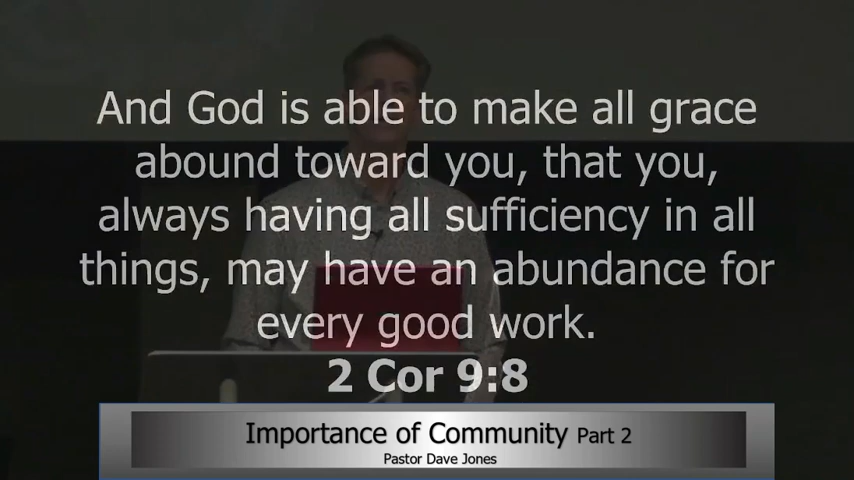 And God is able to make all grace
abound toward you, that you,
always having all sufficiency in all
things, may have an abundance for
every good work.
2 Cor 9:8
Importance of Community Part 2
Pastor Dave Jones